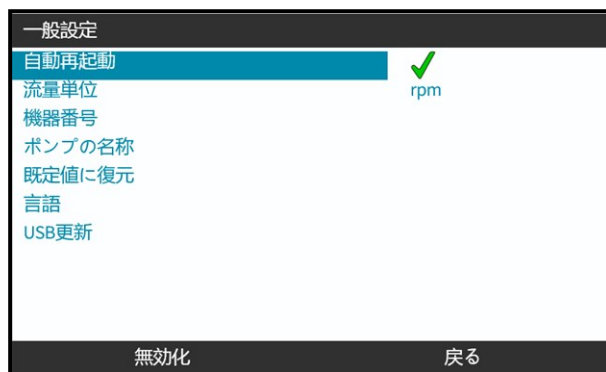 一般設定
自動再起動
流量単位 rpm
機器番号
ポンプの名称
既定値に復元
言語
USB更新
無効化 戻る